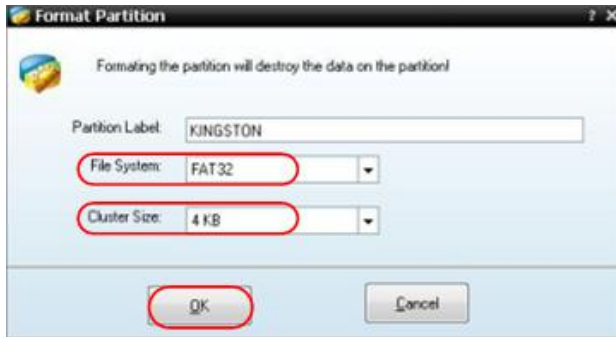 Format Partition ? X
Formating the partition will destroy the data on the partition!
Partition Label: KINGSTON
File System: FAT32
Cluster Size: 4 KB
OK Cancel